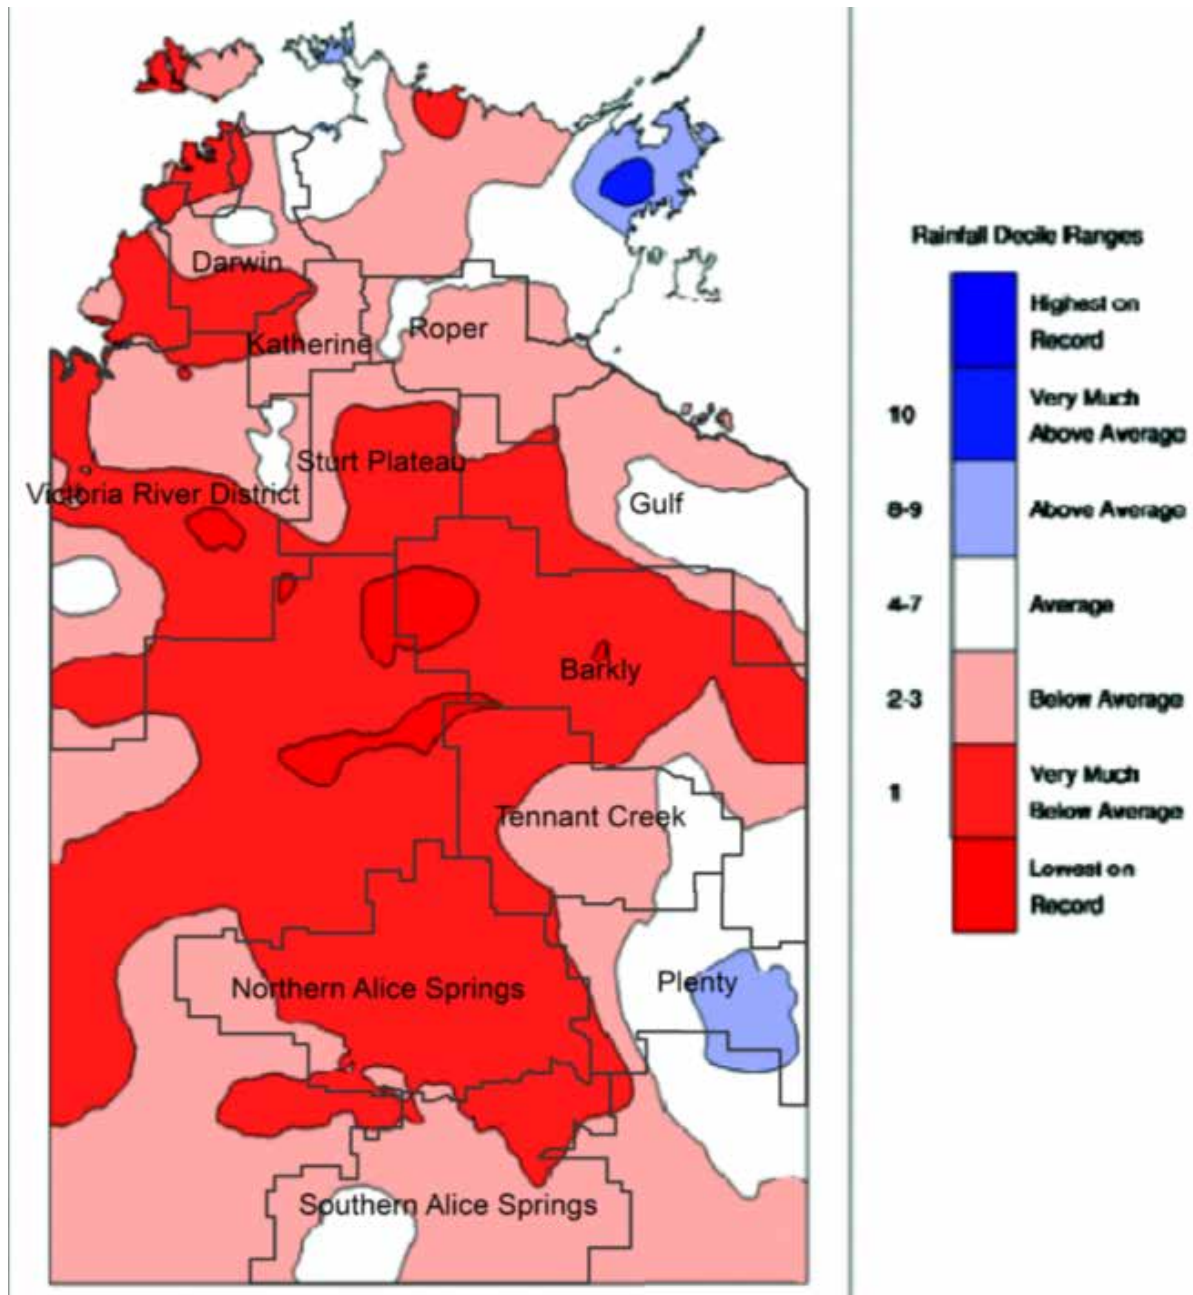 Darwin
Katherine
Roper
Sturt Plateau
Victoria River District
Gulf
Barkly
Tennant Creek
Northern Alice Springs
Plenty
Southern Alice Springs
Rainfall Decile Ranges
Highest on
Record
10
Very Much
Above Average
8-9
Above Average
4-7
Average
2-3
Below Average
1
Very Much
Below Average
Lowest on
Record